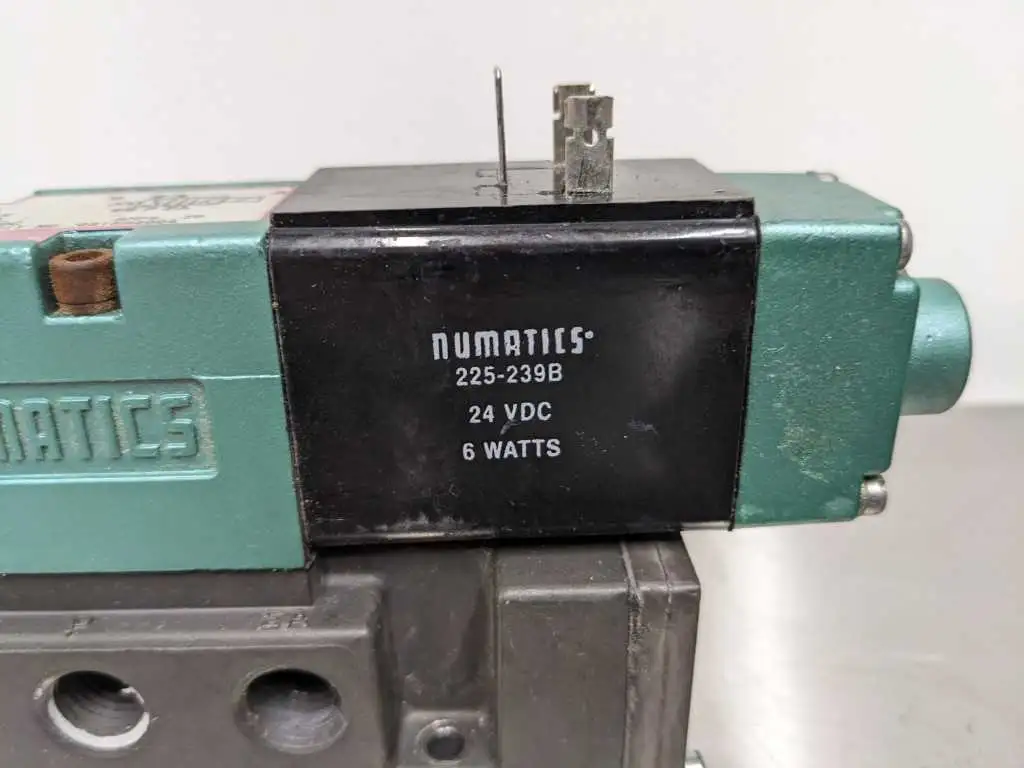 NUMATICS
225-239B
24 VDC
6 WATTS
MATICS
P